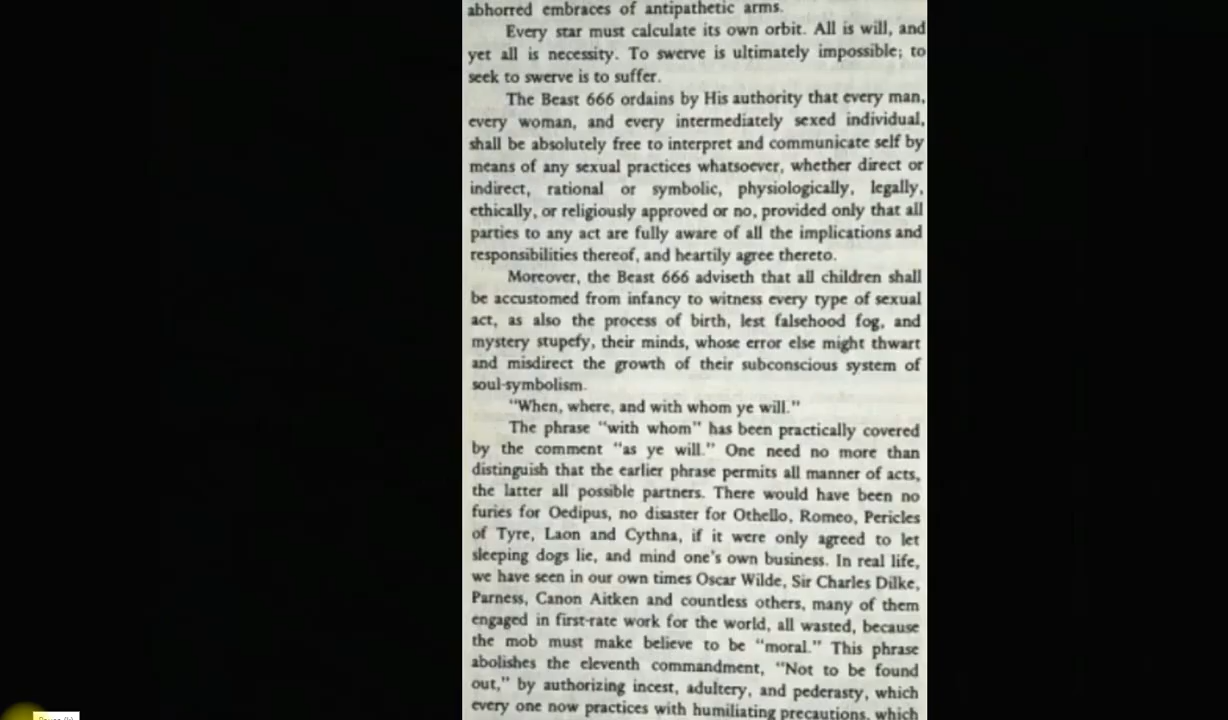 abhorred embraces of antipathetic arms.
Every star must calculate its own orbit. All is will, and
yet all is necessity. To swerve is ultimately impossible; to
seek to swerve is to suffer.
The Beast 666 ordains by His authority that every man,
every woman, and every intermediately sexed individual,
shall be absolutely free to interpret and communicate self by
means of any sexual practices whatsoever, whether direct or
indirect, rational or symbolic, physiologically, legally,
ethically, or religiously approved or no, provided only that all
parties to any act are fully aware of all the implications and
responsibilities thereof, and heartily agree thereto.
Moreover, the Beast 666 adviseth that all children shall
be accustomed from infancy to witness every type of sexual
act, as also the process of birth, lest falsehood fog, and
mystery stupefy, their minds, whose error else might thwart
and misdirect the growth of their subconscious system of
soul-symbolism.
"When, where, and with whom ye will."
The phrase "with whom" has been practically covered
by the comment "as ye will." One need no more than
distinguish that the earlier phrase permits all manner of acts,
the latter all possible partners. There would have been no
furies for Oedipus, no disaster for Othello, Romeo, Pericles
of Tyre, Laon and Cythna, if it were only agreed to let
sleeping dogs lie, and mind one's own business. In real life,
we have seen in our own times Oscar Wilde, Sir Charles Dilke,
Parness, Canon Aitken and countless others, many of them
engaged in first-rate work for the world, all wasted, because
the mob must make believe to be "moral." This phrase
abolishes the eleventh commandment, "Not to be found
out," by authorizing incest, adultery, and pederasty, which
every one now practices with humiliating precautions, which